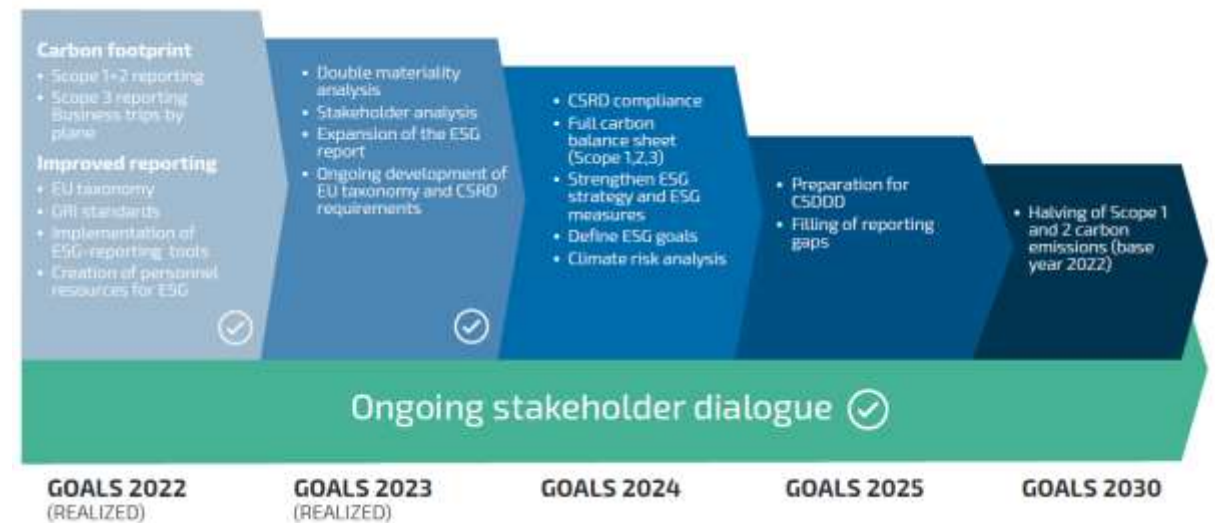 Carbon footprint
• Scope 1+2 reporting
• Scope 3 reporting
Business trips by
plane
Improved reporting
• EU taxonomy
• GRI standards
• Implementation of
ESG-reporting tools
• Creation of personnel
resources for ESG
• Double materiality
analysis
• Stakeholder analysis
• Expansion of the ESG
report
• Ongoing development of
EU taxonomy and CSRD
requirements
• CSRD compliance
• Full carbon
balance sheet
(Scope 1,2,3)
• Strengthen ESG
strategy and ESG
measures
• Define ESG goals
• Climate risk analysis
• Preparation for
CSDDD
• Filling of reporting
gaps
• Halving of Scope 1
and 2 carbon
emissions (base
year 2022)
Ongoing stakeholder dialogue
GOALS 2022
(REALIZED)
GOALS 2023
(REALIZED)
GOALS 2024
GOALS 2025
GOALS 2030